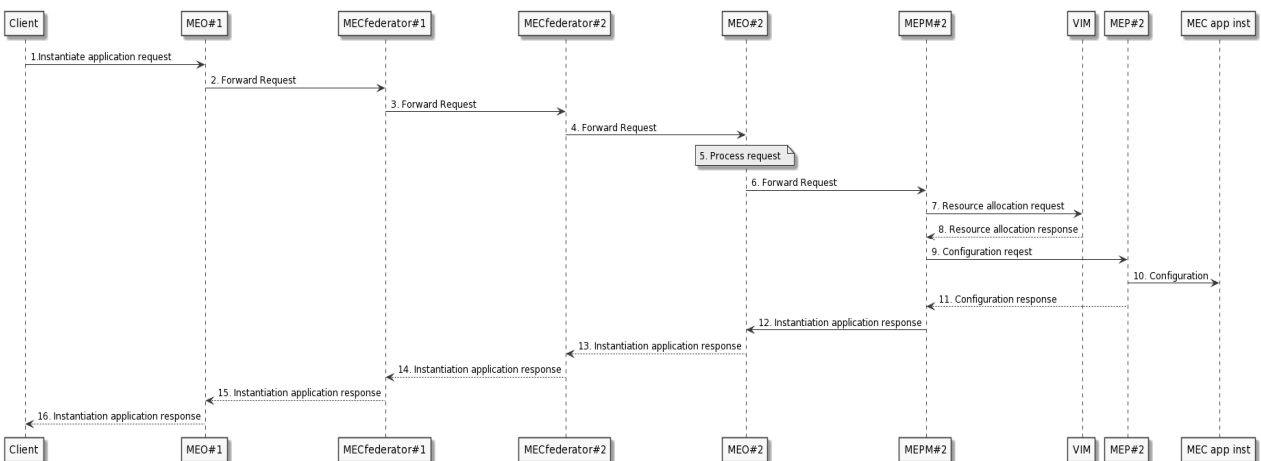 Client MEO#1 MECfederator#1 MECfederator#2 MEO#2 MEPM#2 VIM MEP#2 MEC app inst
1.Instantiate application request
2. Forward Request
3. Forward Request
4. Forward Request
5. Process request
6. Forward Request
7. Resource allocation request
8. Resource allocation response
9. Configuration reqest
10. Configuration
11. Configuration response
12. Instantiation application response
13. Instantiation application response
14. Instantiation application response
15. Instantiation application response
16. Instantiation application response
Client MEO#1 MECfederator#1 MECfederator#2 MEO#2 MEPM#2 VIM MEP#2 MEC app inst